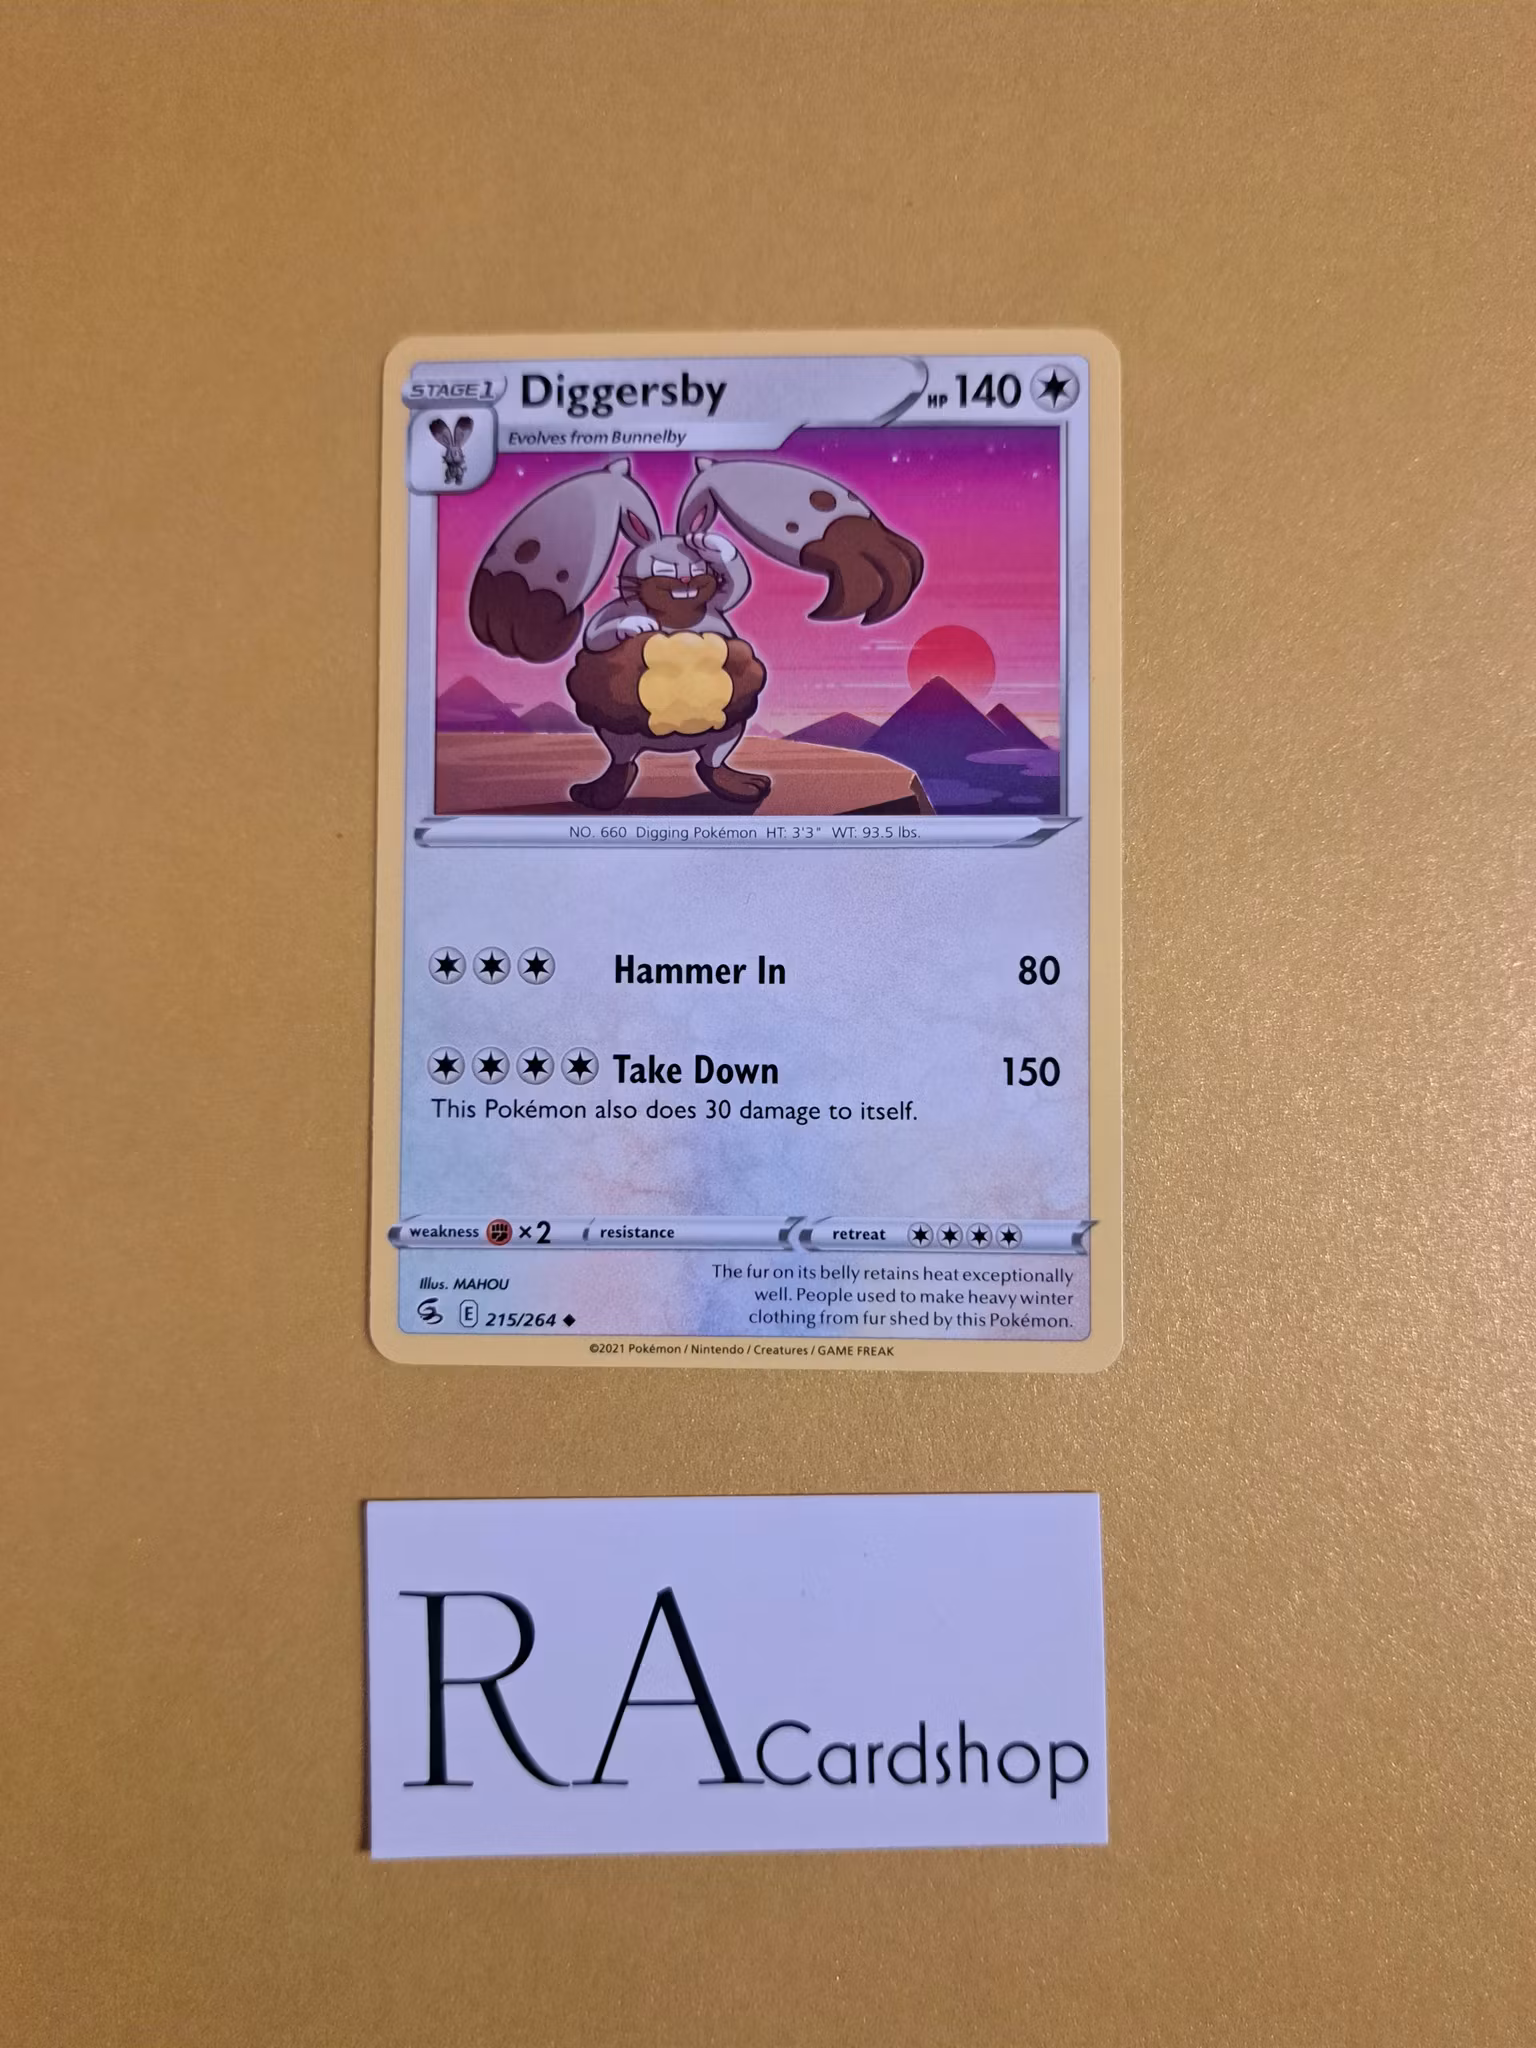 STAGE 1 Diggersby HP 140
Evolves from Bunnelby
NO. 660 Digging Pokémon HT: 3'3" WT: 93.5 lbs.
Hammer In 80
Take Down 150
This Pokémon also does 30 damage to itself.
weakness ×2 resistance retreat
Illus. MAHOU
The fur on its belly retains heat exceptionally
well. People used to make heavy winter
clothing from fur shed by this Pokémon.
E 215/264
©2021 Pokémon / Nintendo / Creatures / GAME FREAK
RA Cardshop